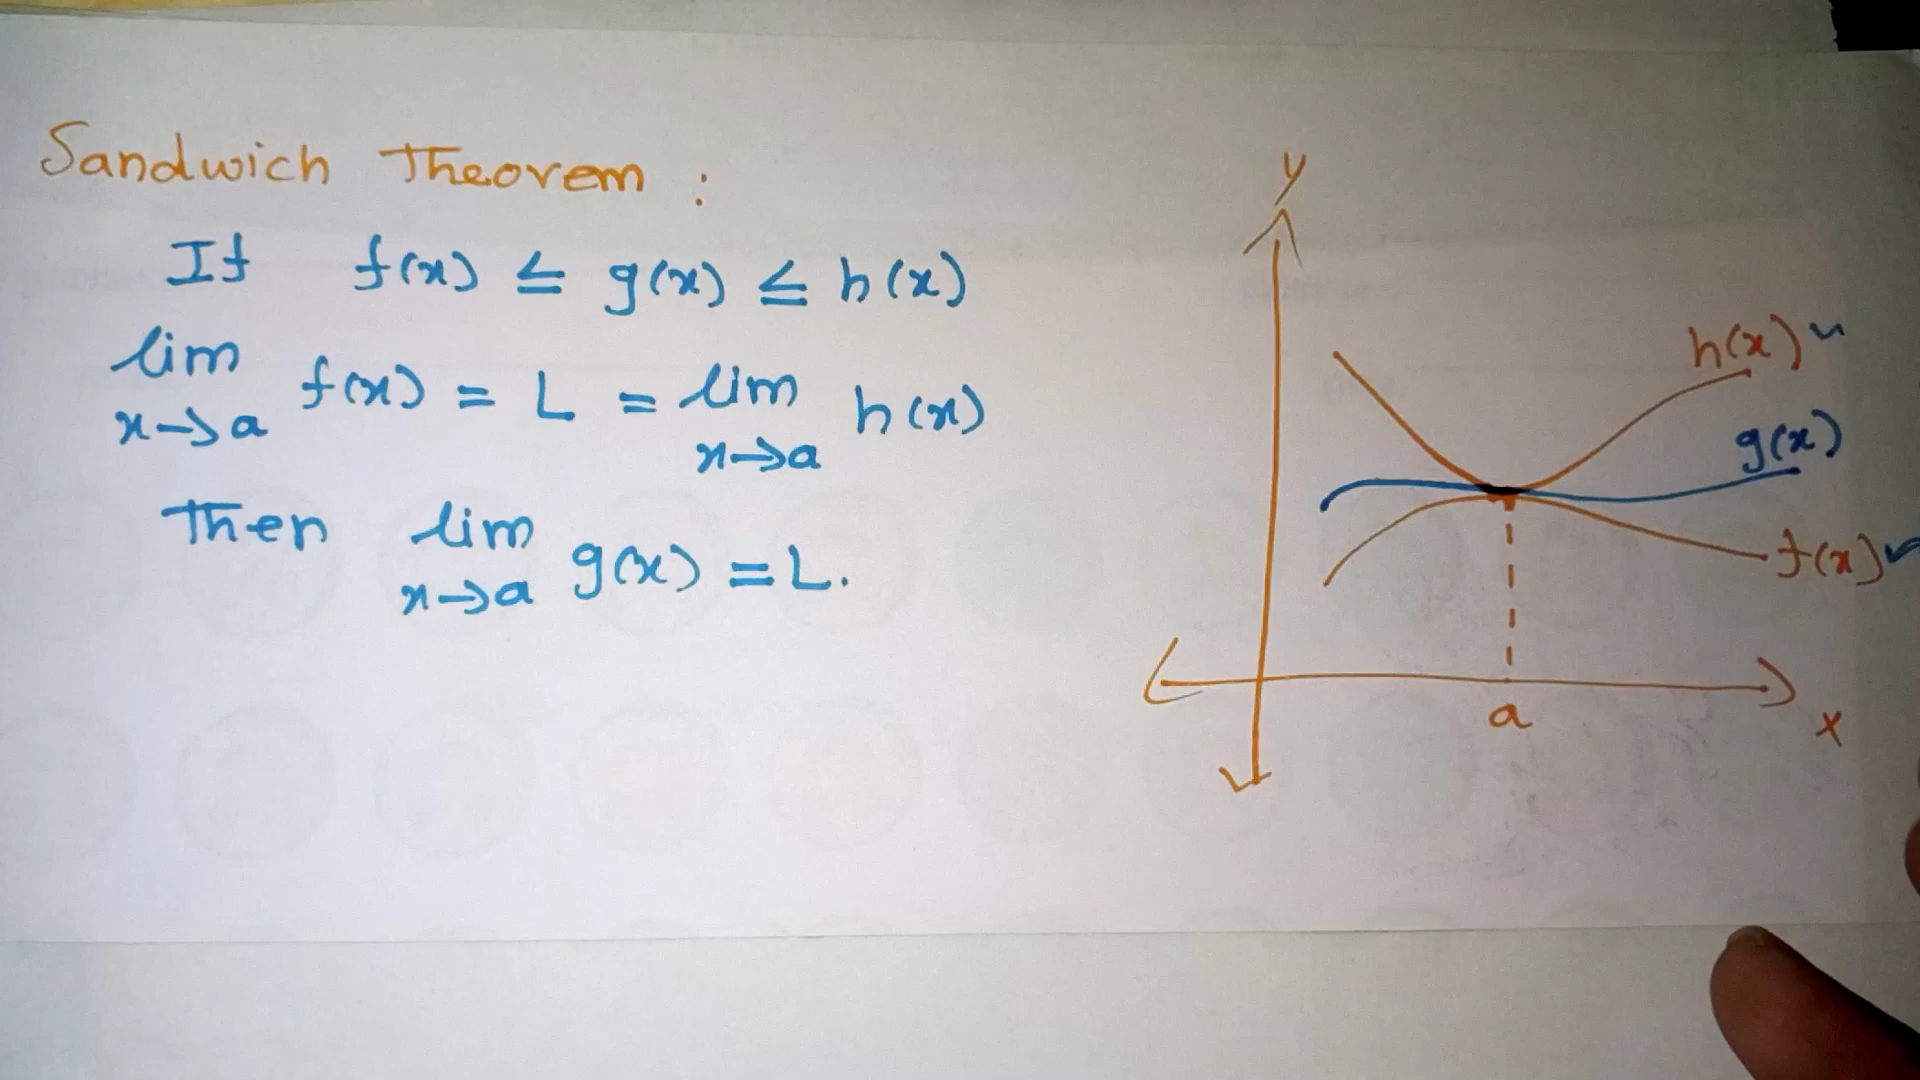 Sandwich Theorem :
If f(x) ≤ g(x) ≤ h(x)
lim x→a f(x) = L = lim x→a h(x)
Then lim x→a g(x) = L.
y
h(x)
g(x)
f(x)
a
x